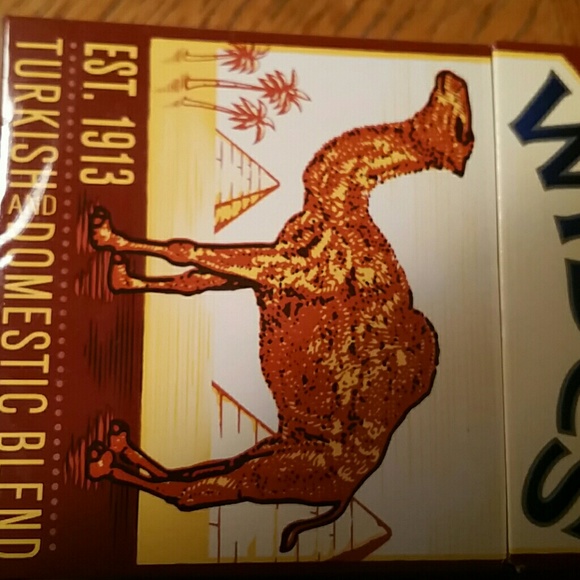 WIDES
EST. 1913
TURKISH AND DOMESTIC BLEND